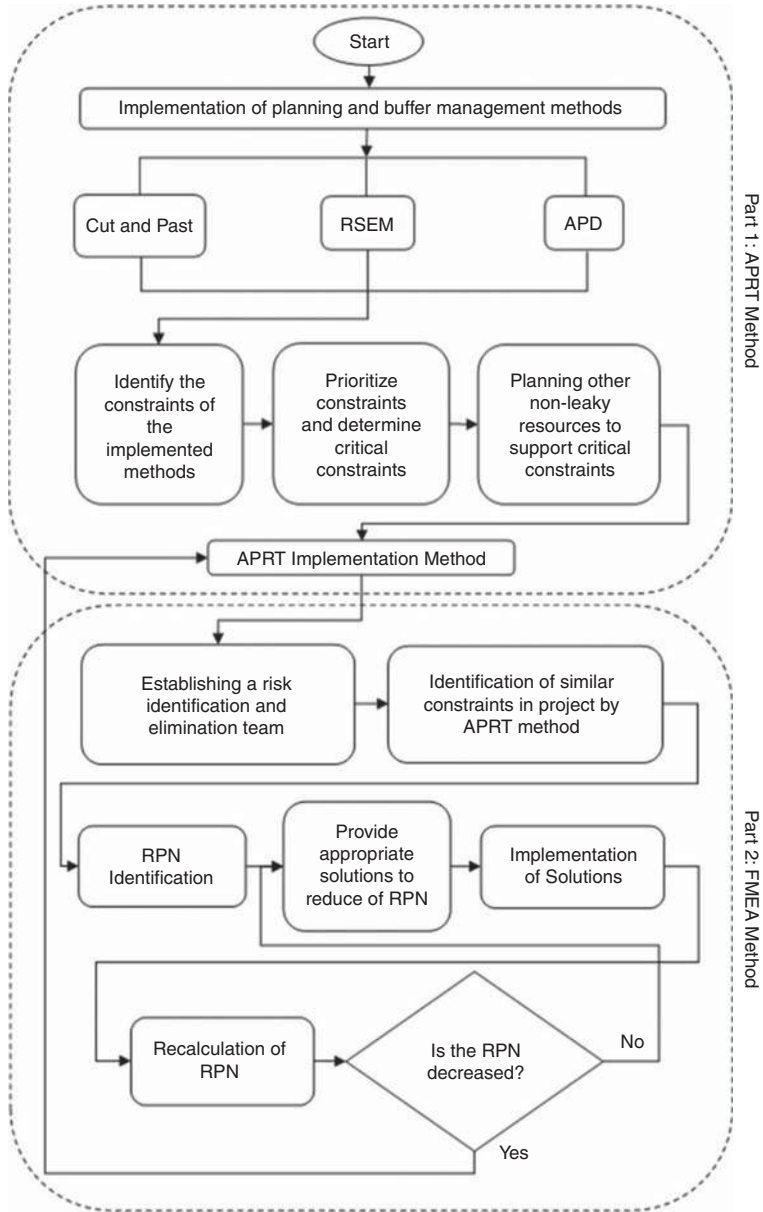 Start
Implementation of planning and buffer management methods
Cut and Past
RSEM
APD
Identify the
constraints of
the
implemented
methods
Prioritize
constraints
and determine
critical
constraints
Planning other
non-leaky
resources to
support critical
constraints
APRT Implementation Method
Part 1: APRT Method
Establishing a risk
identification and
elimination team
Identification of similar
constraints in project by
APRT method
RPN
Identification
Provide
appropriate
solutions to
reduce of RPN
Implementation
of Solutions
Recalculation of
RPN
Is the RPN
decreased?
No
Yes
Part 2: FMEA Method